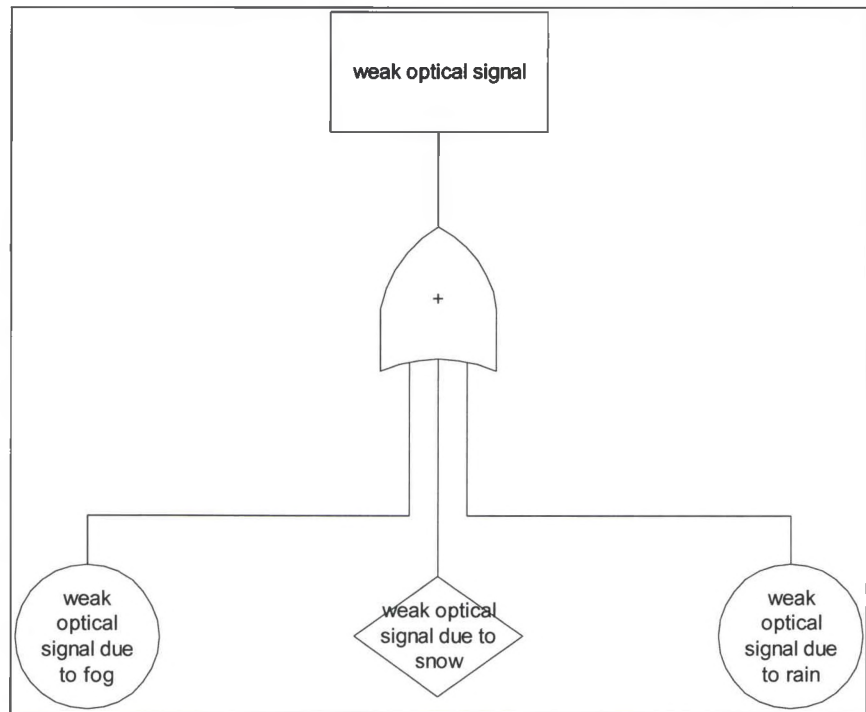 weak optical signal
+
weak
optical
signal due
to fog
weak optical
signal due to
snow
weak
optical
signal due
to rain